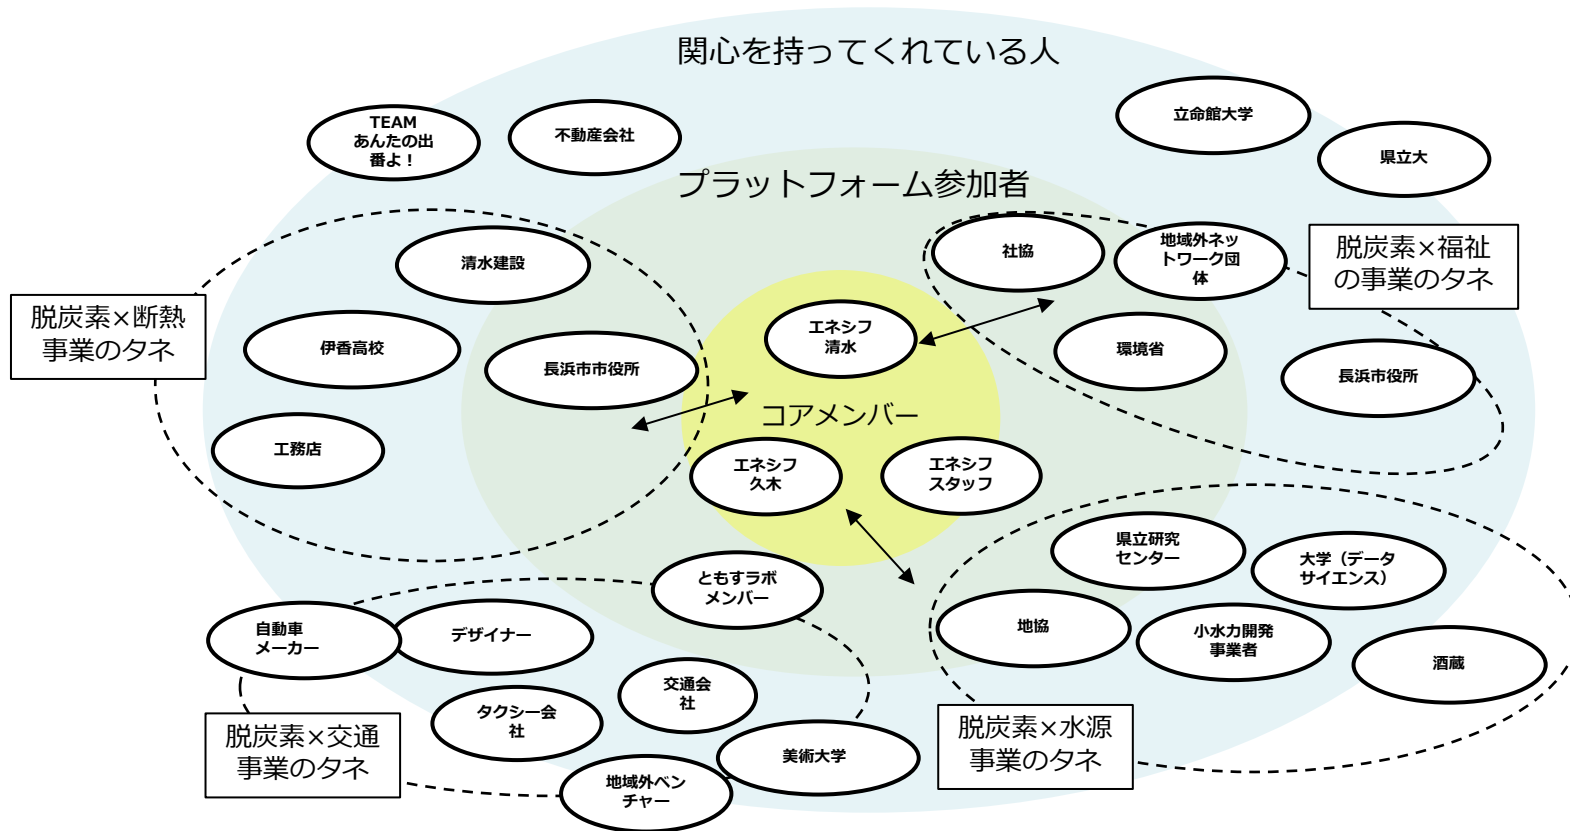 関心を持ってくれている人
TEAM
あんたの出
番よ！
不動産会社
立命館大学
県立大
プラットフォーム参加者
清水建設
社協
地域外ネッ
トワーク団
体
脱炭素×福祉
の事業のタネ
脱炭素×断熱
事業のタネ
伊香高校
長浜市市役所
エネシフ
清水
環境省
長浜市役所
コアメンバー
工務店
エネシフ
久木
エネシフ
スタッフ
県立研究
センター
大学（データ
サイエンス）
ともすラボ
メンバー
自動車
メーカー
デザイナー
地協
小水力開発
事業者
酒蔵
交通会
社
タクシー会
社
脱炭素×交通
事業のタネ
美術大学
脱炭素×水源
事業のタネ
地域外ベン
チャー